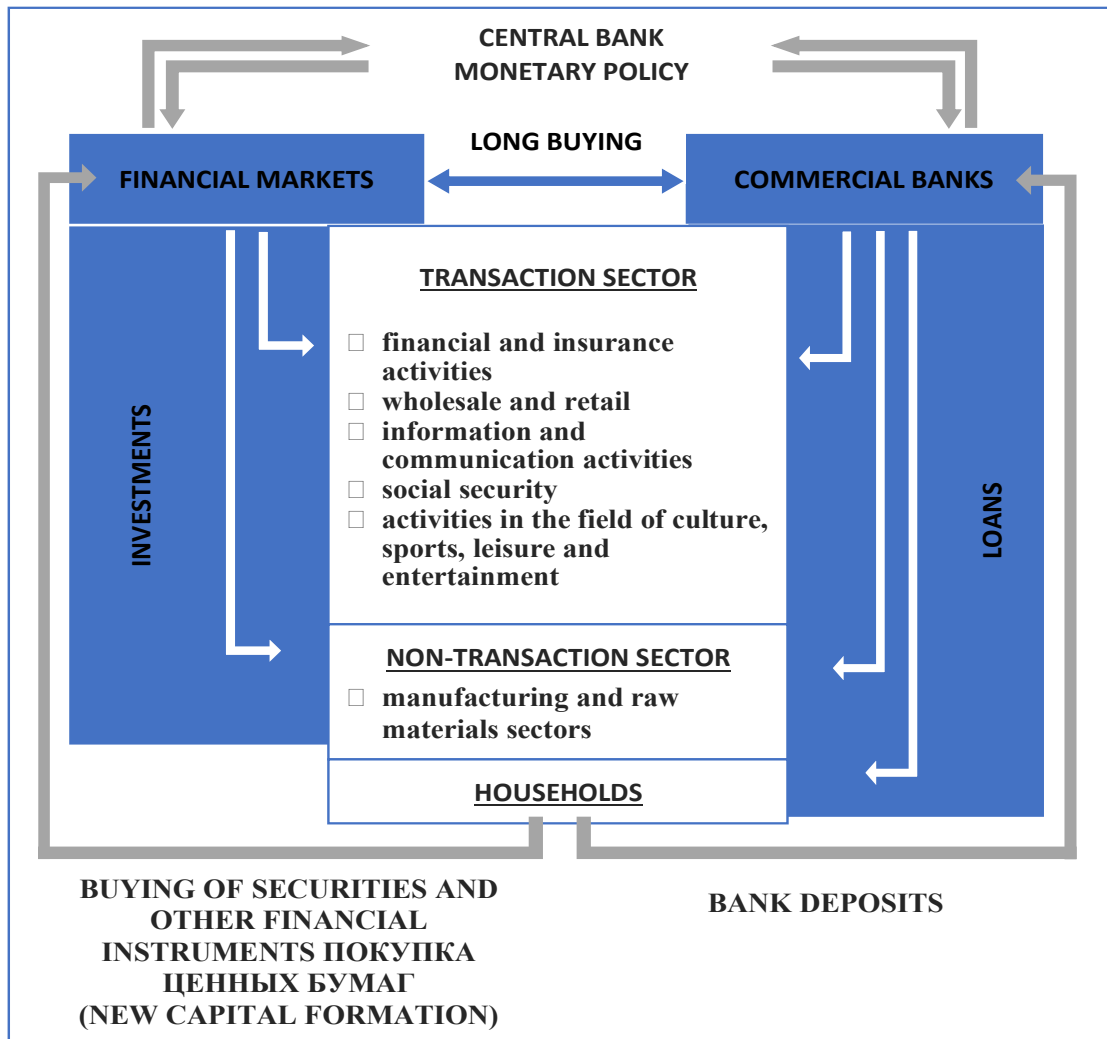 CENTRAL BANK
MONETARY POLICY
LONG BUYING
FINANCIAL MARKETS
COMMERCIAL BANKS
TRANSACTION SECTOR
financial and insurance
activities
wholesale and retail
information and
communication activities
social security
activities in the field of culture,
sports, leisure and
entertainment
INVESTMENTS
LOANS
NON-TRANSACTION SECTOR
manufacturing and raw
materials sectors
HOUSEHOLDS
BUYING OF SECURITIES AND
OTHER FINANCIAL
INSTRUMENTS ПОКУПКА
ЦЕННЫХ БУМАГ
(NEW CAPITAL FORMATION)
BANK DEPOSITS